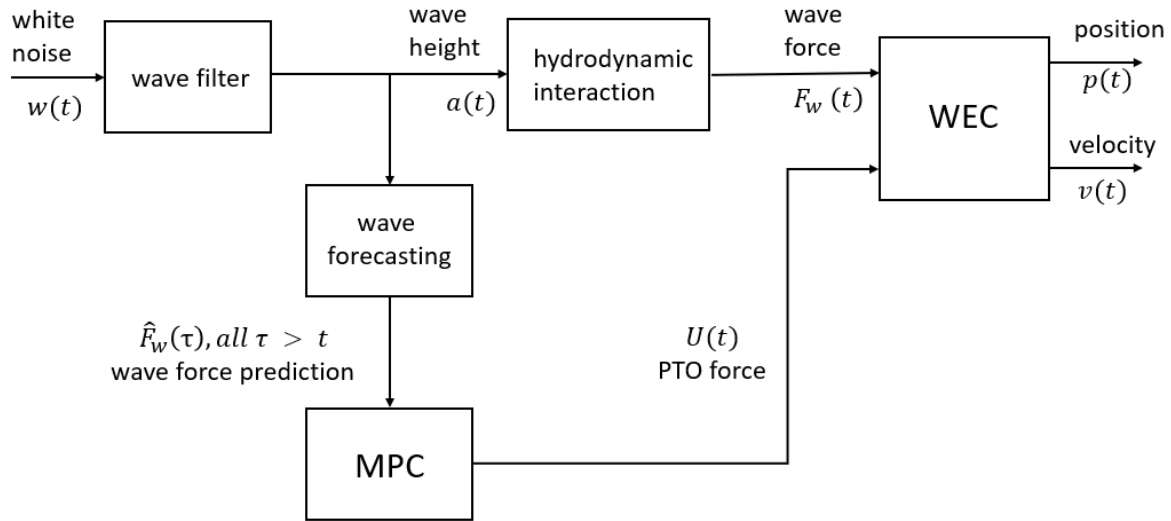 white
noise
w(t)
wave filter
wave
height
a(t)
hydrodynamic
interaction
wave
force
F_w (t)
WEC
position
p(t)
velocity
v(t)
wave
forecasting
F̂_w(τ), all τ > t
wave force prediction
U(t)
PTO force
MPC